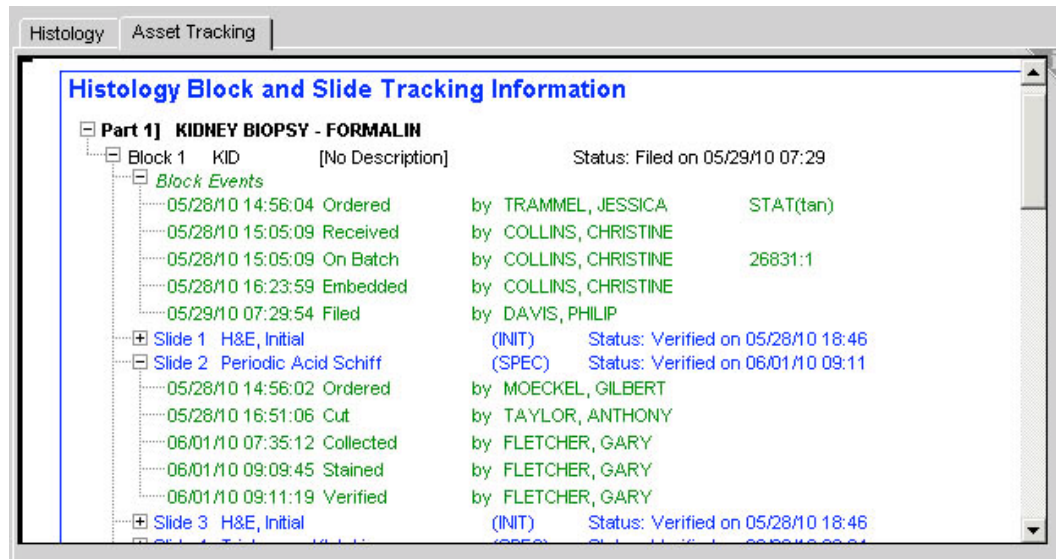 Histology Asset Tracking
Histology Block and Slide Tracking Information
Part 1] KIDNEY BIOPSY - FORMALIN
Block 1 KID [No Description] Status: Filed on 05/29/10 07:29
Block Events
05/28/10 14:56:04 Ordered by TRAMMEL, JESSICA STAT(tan)
05/28/10 15:05:09 Received by COLLINS, CHRISTINE
05/28/10 15:05:09 On Batch by COLLINS, CHRISTINE 26831:1
05/28/10 16:23:59 Embedded by COLLINS, CHRISTINE
05/29/10 07:29:54 Filed by DAVIS, PHILIP
Slide 1 H&E, Initial (INIT) Status: Verified on 05/28/10 18:46
Slide 2 Periodic Acid Schiff (SPEC) Status: Verified on 06/01/10 09:11
05/28/10 14:56:02 Ordered by MOECKEL, GILBERT
05/28/10 16:51:06 Cut by TAYLOR, ANTHONY
06/01/10 07:35:12 Collected by FLETCHER, GARY
06/01/10 09:09:45 Stained by FLETCHER, GARY
06/01/10 09:11:19 Verified by FLETCHER, GARY
Slide 3 H&E, Initial (INIT) Status: Verified on 05/28/10 18:46